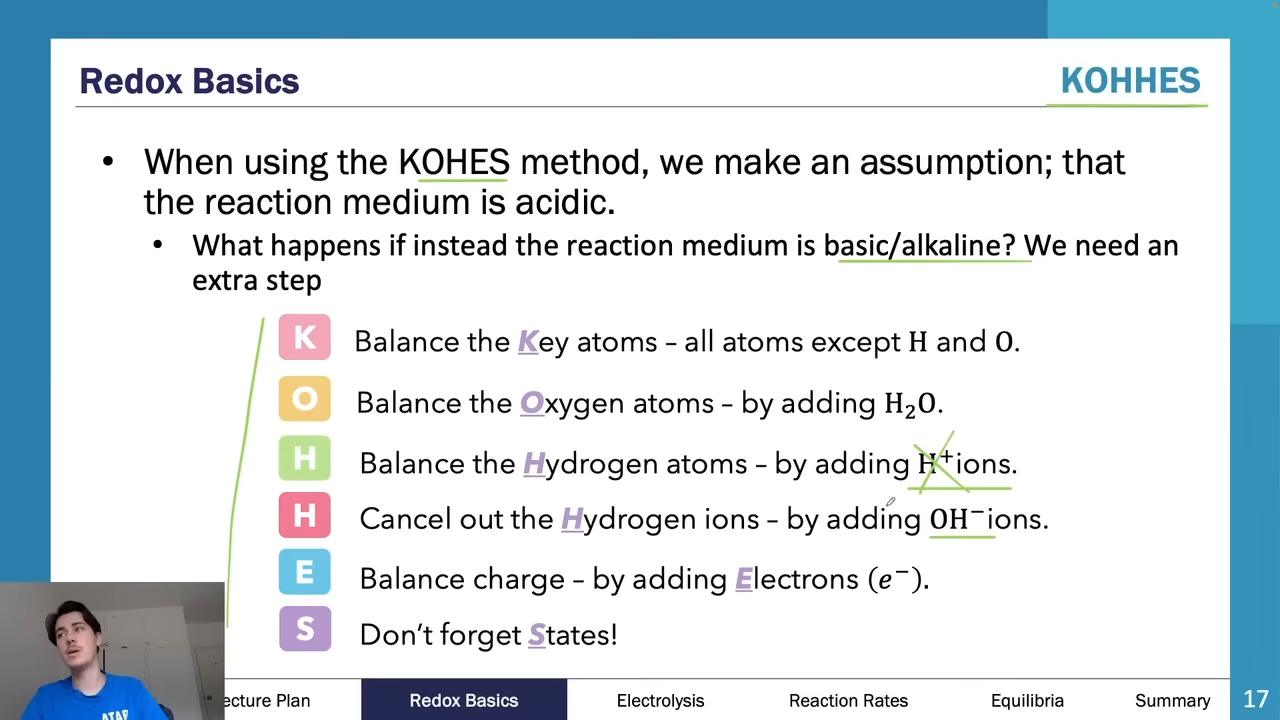 Redox Basics
KOHHES
• When using the KOHES method, we make an assumption; that
the reaction medium is acidic.
• What happens if instead the reaction medium is basic/alkaline? We need an
extra step
K Balance the Key atoms – all atoms except H and O.
O Balance the Oxygen atoms – by adding H₂O.
H Balance the Hydrogen atoms – by adding H⁺ions.
H Cancel out the Hydrogen ions – by adding OH⁻ions.
E Balance charge – by adding Electrons (e⁻).
S Don't forget States!
ATAR
ecture Plan
Redox Basics
Electrolysis
Reaction Rates
Equilibria
Summary
17